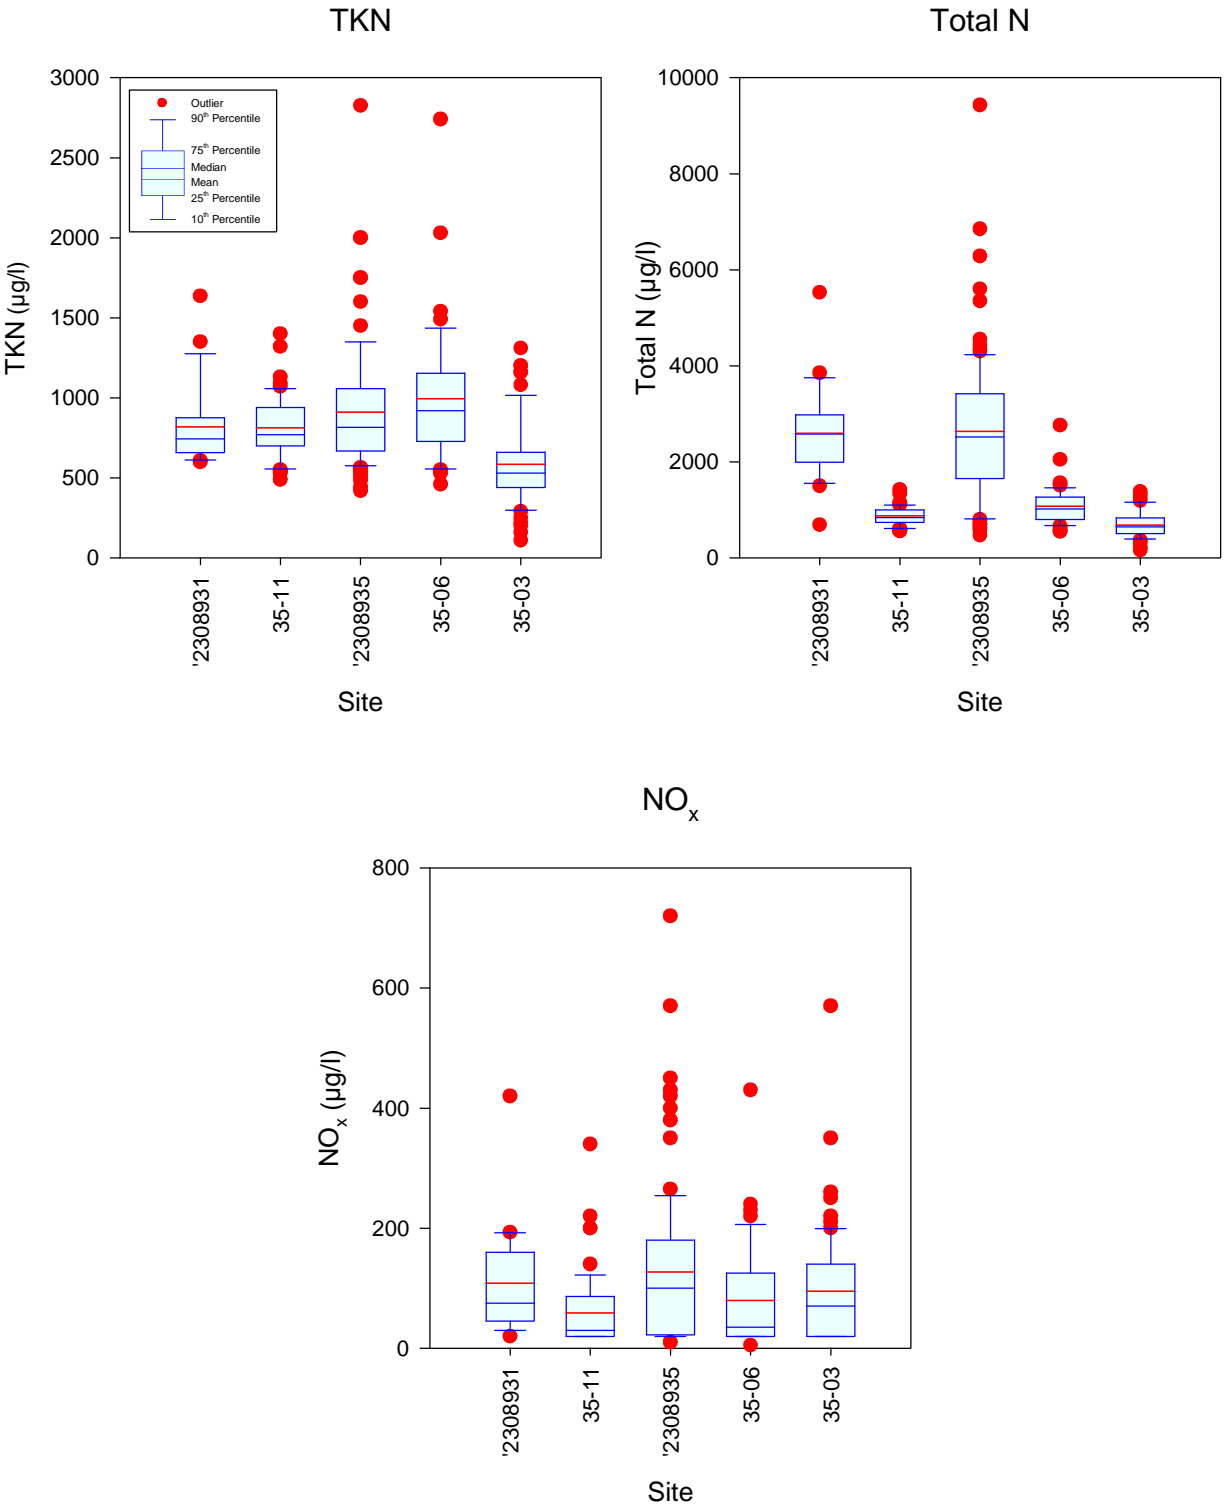 TKN
Total N
3000
2500
2000
1500
1000
500
0
TKN (µg/l)
Outlier
90th Percentile
75th Percentile
Median
Mean
25th Percentile
10th Percentile
'2308931
35-11
'2308935
35-06
35-03
Site
10000
8000
6000
4000
2000
0
Total N (µg/l)
'2308931
35-11
'2308935
35-06
35-03
Site
NOx
800
600
400
200
0
NOx (µg/l)
'2308931
35-11
'2308935
35-06
35-03
Site